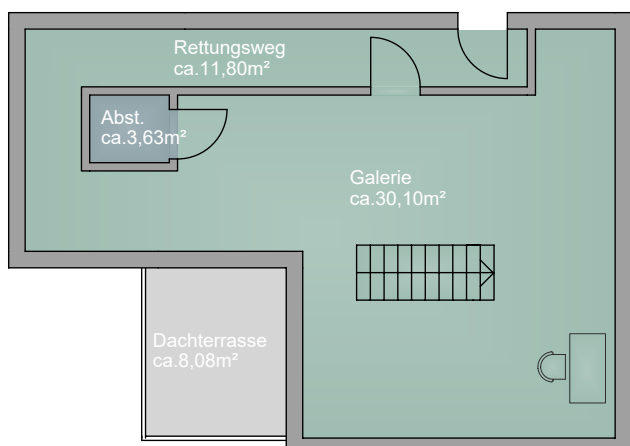 Rettungsweg
ca.11,80m²
Abst.
ca.3,63m²
Galerie
ca.30,10m²
Dachterrasse
ca.8,08m²